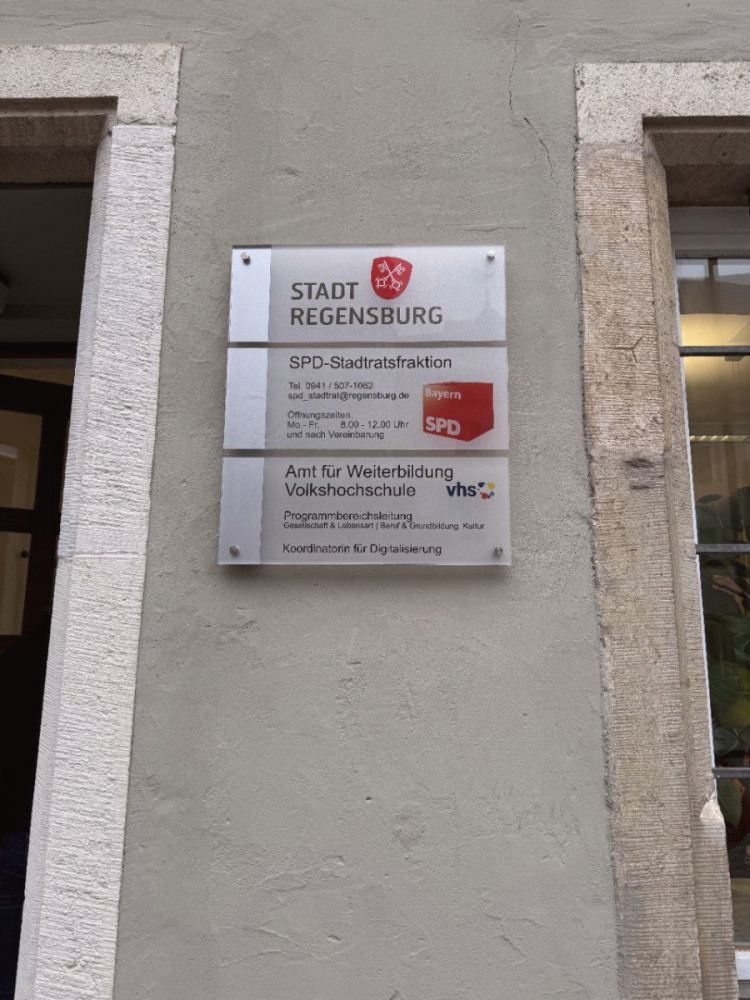 STADT
REGENSBURG
SPD-Stadtratsfraktion
Tel. 0941 / 507-1062
spd_stadtrat@regensburg.de
Öffnungszeiten:
Mo.- Fr. 8.00 - 12.00 Uhr
und nach Vereinbarung
Bayern
SPD
Amt für Weiterbildung
Volkshochschule
vhs
Programmbereichsleitung
Gesellschaft & Lebensart | Beruf & Grundbildung Kultur
Koordinatorin für Digitalisierung